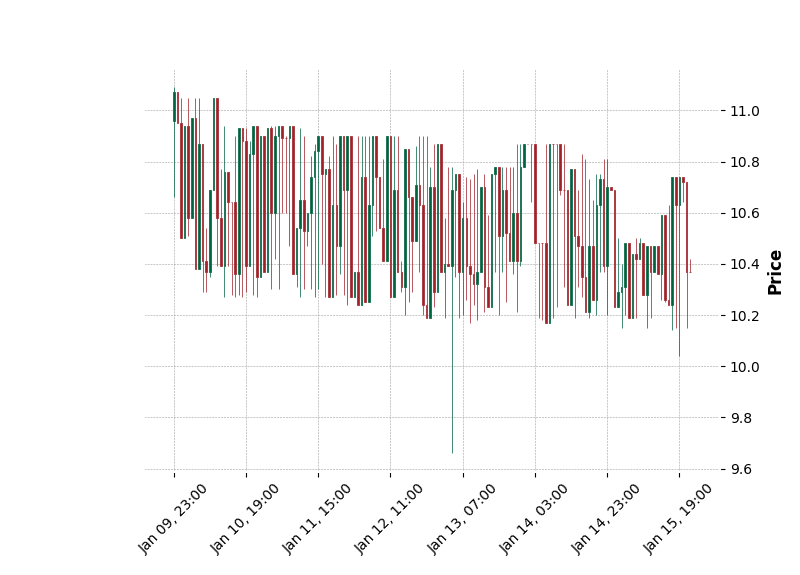 11.0
10.8
10.6
10.4
10.2
10.0
9.8
9.6
Price
Jan 09, 23:00
Jan 10, 19:00
Jan 11, 15:00
Jan 12, 11:00
Jan 13, 07:00
Jan 14, 03:00
Jan 14, 23:00
Jan 15, 19:00